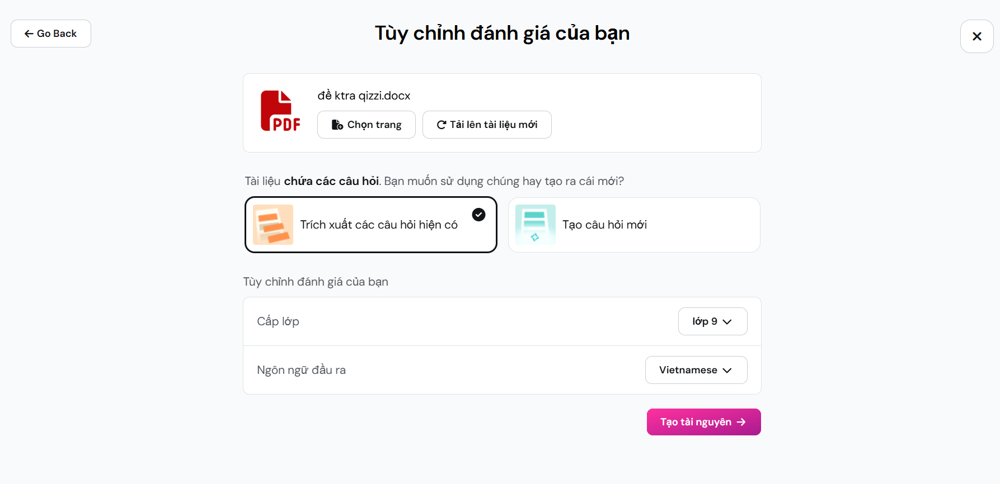 Go Back
Tùy chỉnh đánh giá của bạn
PDF
đề ktra qizzi.docx
Chọn trang
Tải lên tài liệu mới
Tài liệu chứa các câu hỏi. Bạn muốn sử dụng chúng hay tạo ra cái mới?
Trích xuất các câu hỏi hiện có
Tạo câu hỏi mới
Tùy chỉnh đánh giá của bạn
Cấp lớp
lớp 9
Ngôn ngữ đầu ra
Vietnamese
Tạo tài nguyên